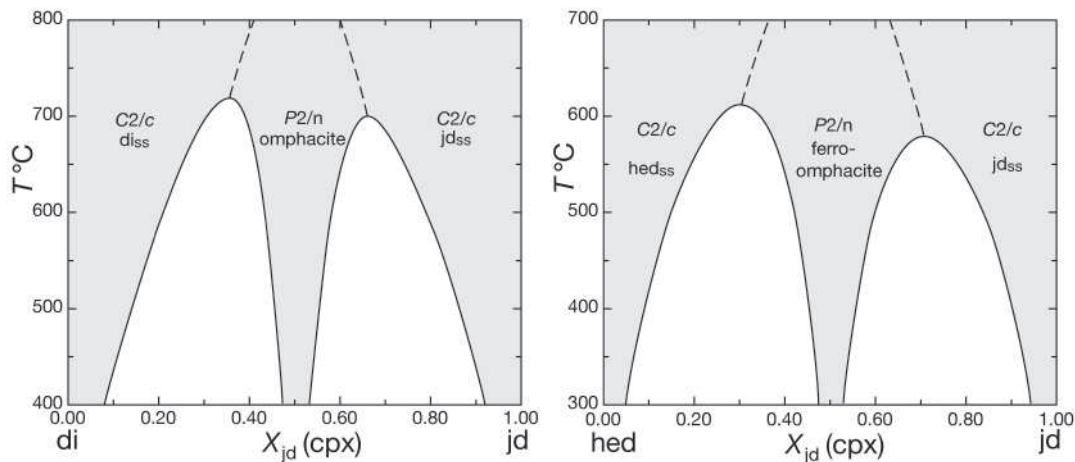 800
700
600
500
400
T °C
C2/c
diss
P2/n
omphacite
C2/c
jdss
0.00
0.20
0.40
0.60
0.80
1.00
di
Xjd (cpx)
jd
700
600
500
400
300
T °C
C2/c
hedss
P2/n
ferro-
omphacite
C2/c
jdss
0.00
0.20
0.40
0.60
0.80
1.00
hed
Xjd (cpx)
jd